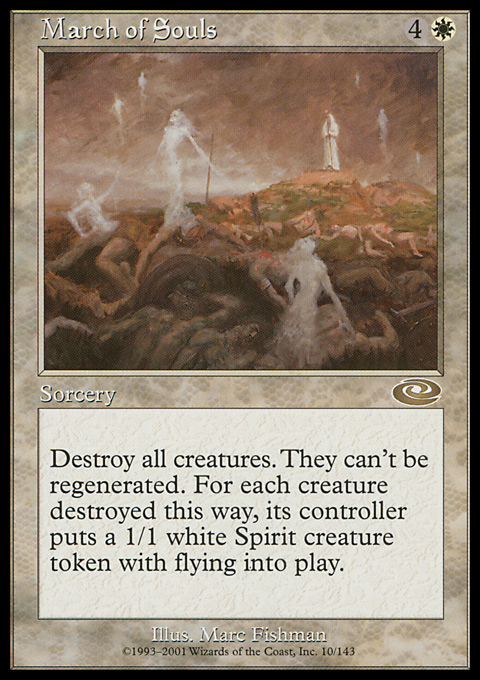 March of Souls 4
Sorcery
Destroy all creatures. They can't be
regenerated. For each creature
destroyed this way, its controller
puts a 1/1 white Spirit creature
token with flying into play.
Illus. Marc Fishman
©1993–2001 Wizards of the Coast, Inc. 10/143